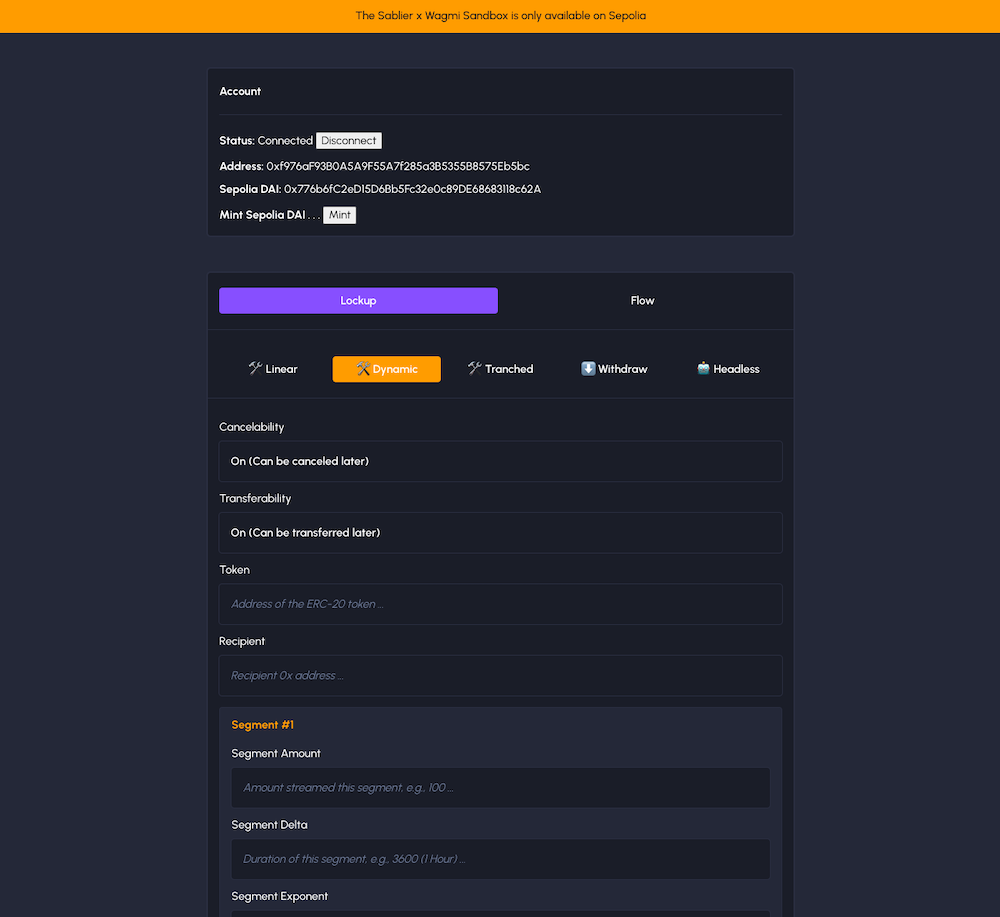 The Sablier x Wagmi Sandbox is only available on Sepolia
Account
Status: Connected Disconnect
Address: 0xf976aF93B0A5A9F55A7f285a3B5355B8575Eb5bc
Sepolia DAI: 0x776b6fC2eD15D6Bb5Fc32e0c89DE68683118c62A
Mint Sepolia DAI . . . Mint
Lockup Flow
Linear Dynamic Tranched Withdraw Headless
Cancelability
On (Can be canceled later)
Transferability
On (Can be transferred later)
Token
Address of the ERC-20 token ...
Recipient
Recipient 0x address ...
Segment #1
Segment Amount
Amount streamed this segment, e.g., 100 ...
Segment Delta
Duration of this segment, e.g., 3600 (1 Hour) ...
Segment Exponent